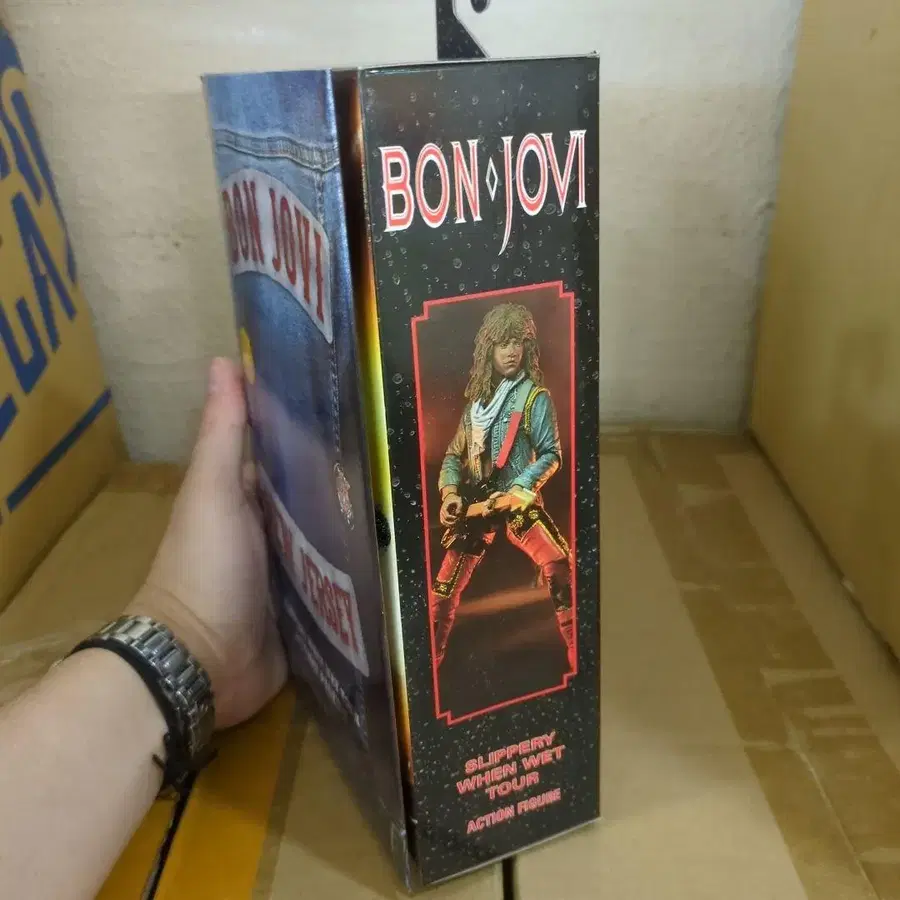 BON JOVI
SLIPPERY
WHEN WET
TOUR
ACTION FIGURE
BON JOVI
JERSEY